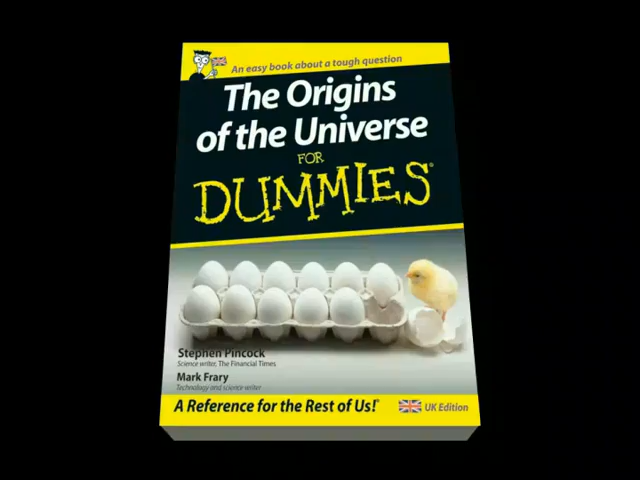 An easy book about a tough question
The Origins
of the Universe
FOR
DUMMIES®
Stephen Pincock
Science writer, The Financial Times
Mark Frary
Technology and science writer
A Reference for the Rest of Us!®
UK Edition